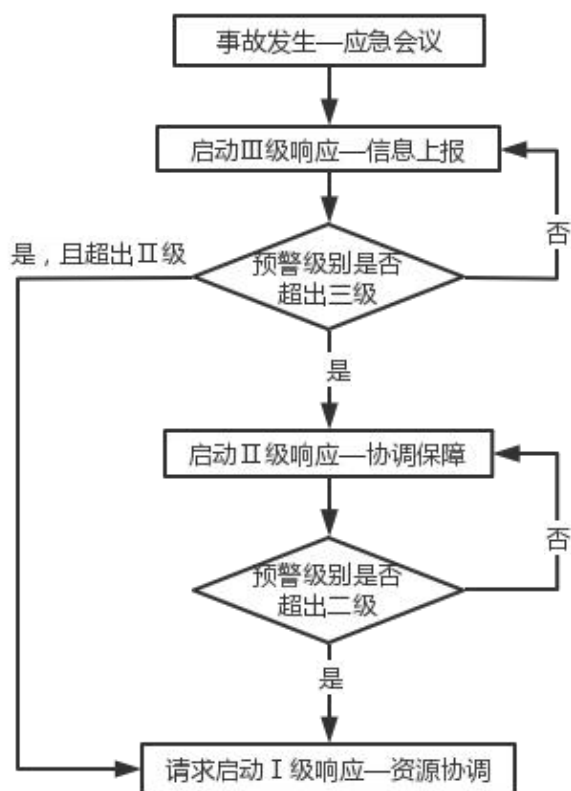 事故发生—应急会议
启动Ⅲ级响应—信息上报
否
是，且超出Ⅱ级
预警级别是否
超出三级
是
启动Ⅱ级响应—协调保障
否
预警级别是否
超出二级
是
请求启动Ⅰ级响应—资源协调